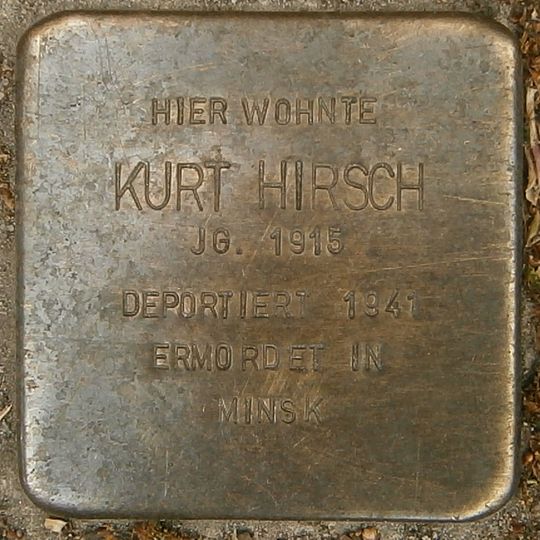 HIER WOHNTE
KURT HIRSCH
JG. 1915
DEPORTIERT 1941
ERMORDET IN
MINSK